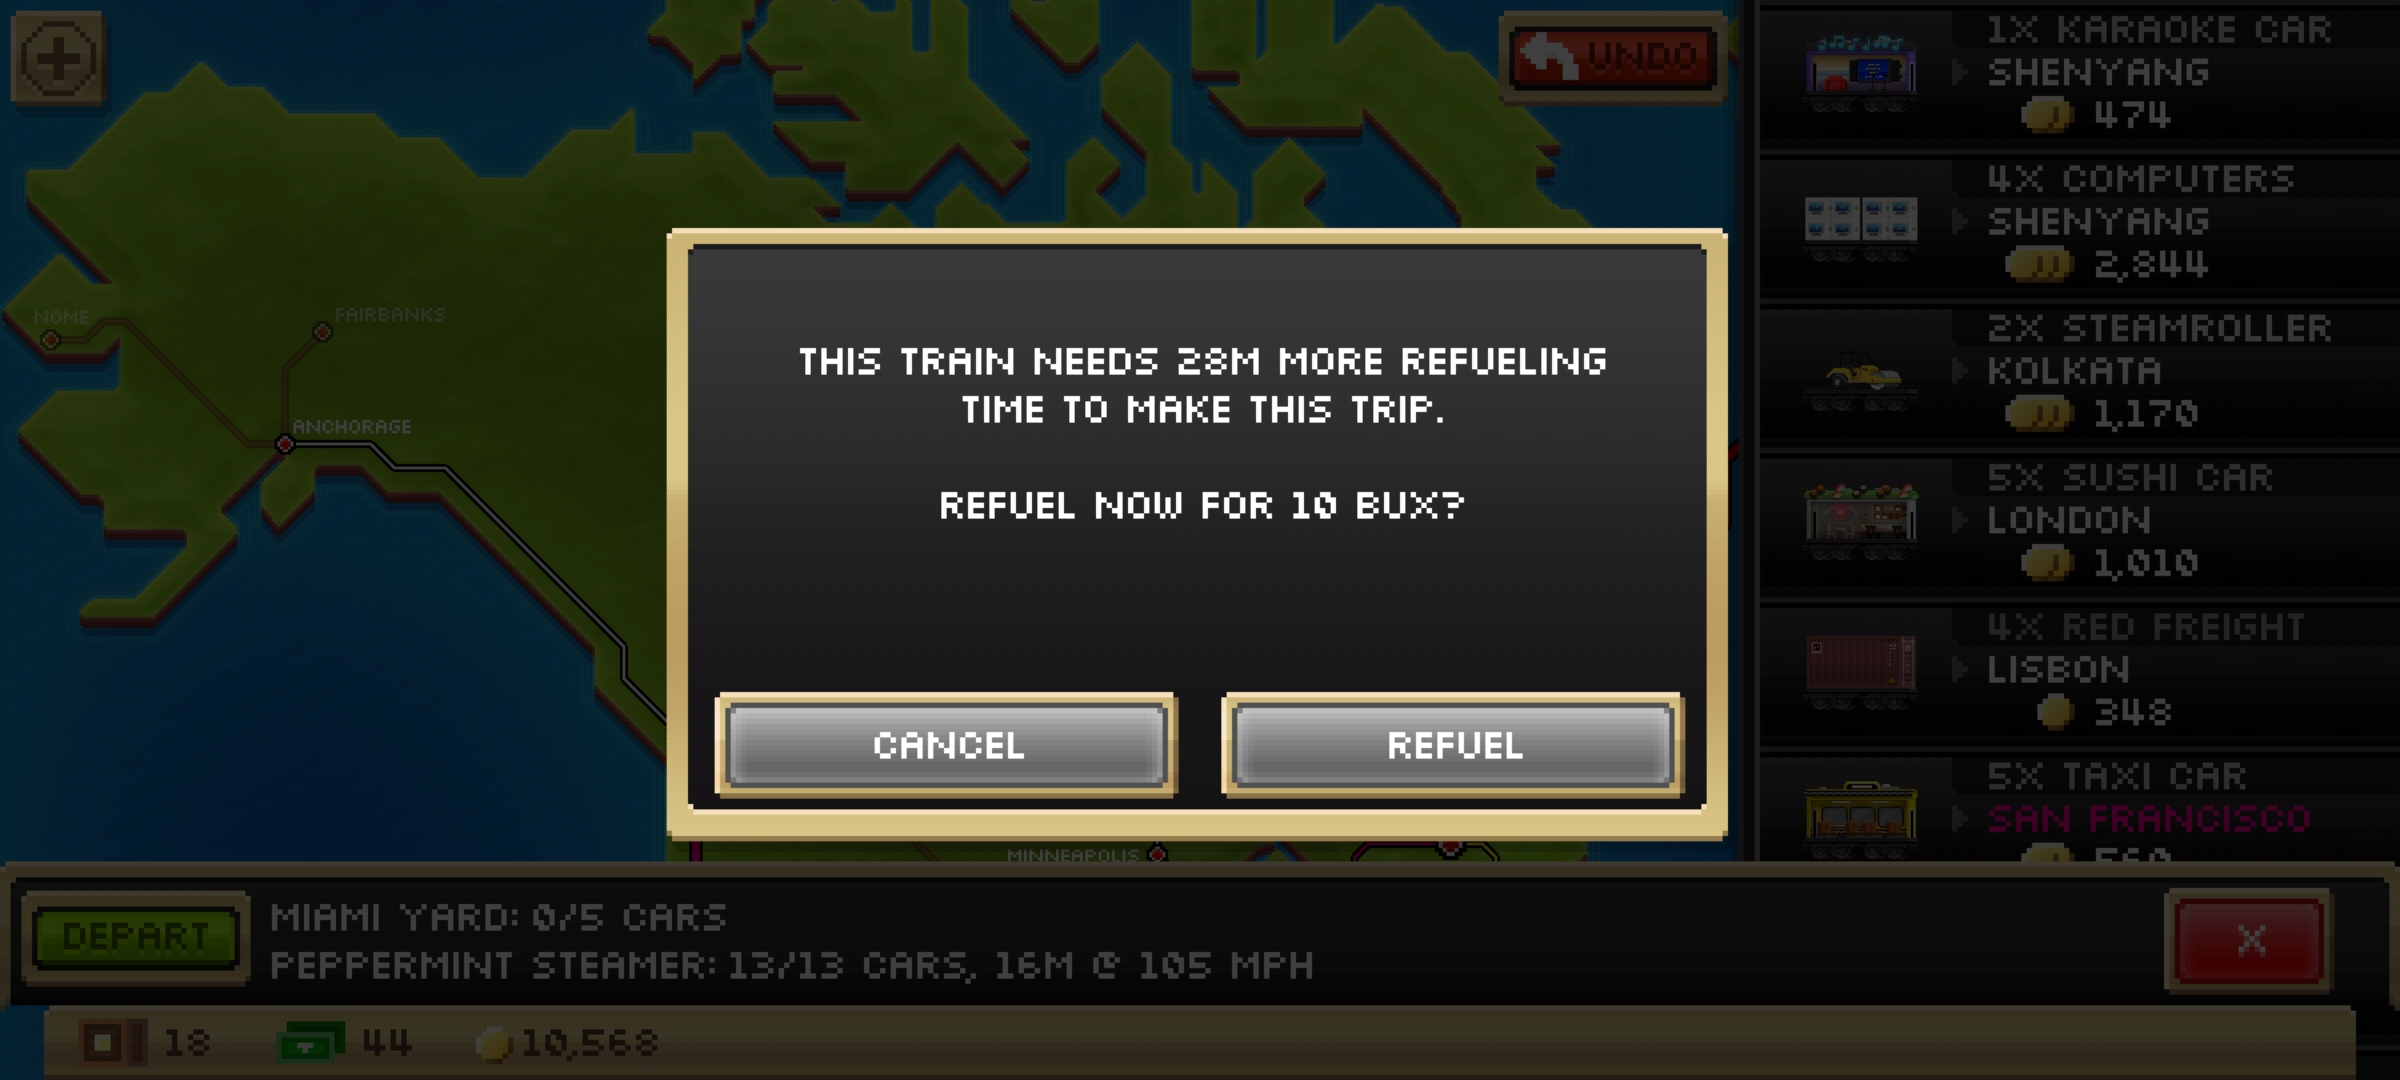 UNDO
NOME
FAIRBANKS
ANCHORAGE
MINNEAPOLIS
THIS TRAIN NEEDS 28M MORE REFUELING
TIME TO MAKE THIS TRIP.
REFUEL NOW FOR 10 BUX?
CANCEL
REFUEL
1X KARAOKE CAR
SHENYANG
474
4X COMPUTERS
SHENYANG
2,844
2X STEAMROLLER
KOLKATA
1,170
5X SUSHI CAR
LONDON
1,010
4X RED FREIGHT
LISBON
348
5X TAXI CAR
SAN FRANCISCO
560
DEPART
MIAMI YARD: 0/5 CARS
PEPPERMINT STEAMER: 13/13 CARS, 16M @ 105 MPH
X
18
44
10,568